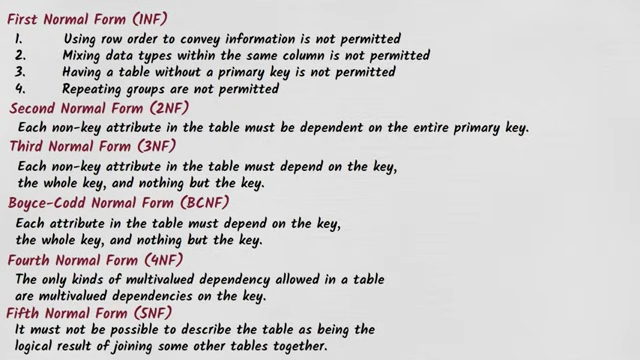 First Normal Form (1NF)
1. Using row order to convey information is not permitted
2. Mixing data types within the same column is not permitted
3. Having a table without a primary key is not permitted
4. Repeating groups are not permitted
Second Normal Form (2NF)
Each non-key attribute in the table must be dependent on the entire primary key.
Third Normal Form (3NF)
Each non-key attribute in the table must depend on the key,
the whole key, and nothing but the key.
Boyce-Codd Normal Form (BCNF)
Each attribute in the table must depend on the key,
the whole key, and nothing but the key.
Fourth Normal Form (4NF)
The only kinds of multivalued dependency allowed in a table
are multivalued dependencies on the key.
Fifth Normal Form (5NF)
It must not be possible to describe the table as being the
logical result of joining some other tables together.